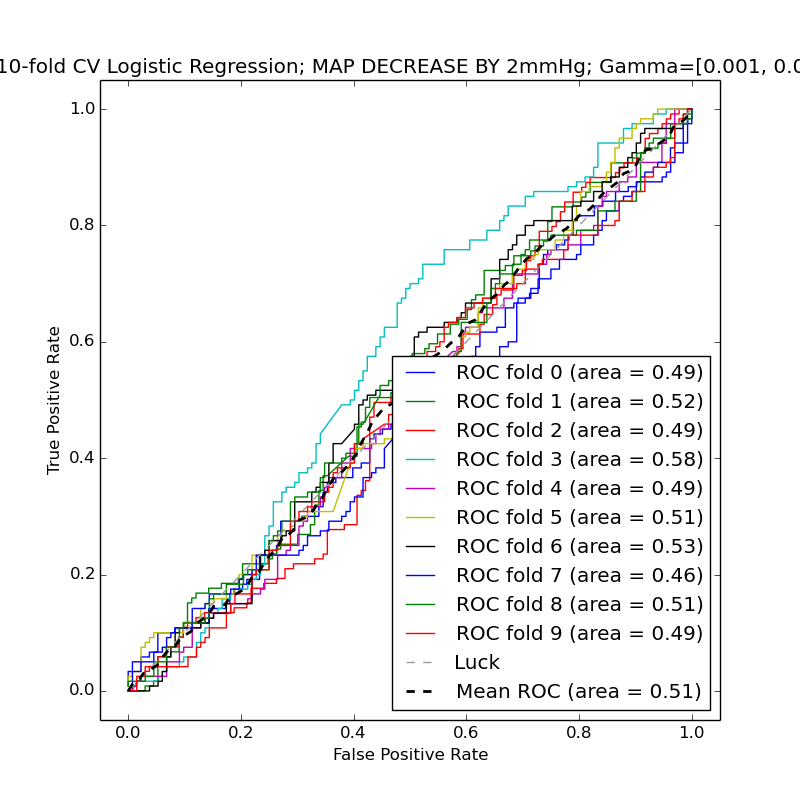 10-fold CV Logistic Regression; MAP DECREASE BY 2mmHg; Gamma=[0.001, 0.0
1.0
0.8
0.6
0.4
0.2
0.0
True Positive Rate
ROC fold 0 (area = 0.49)
ROC fold 1 (area = 0.52)
ROC fold 2 (area = 0.49)
ROC fold 3 (area = 0.58)
ROC fold 4 (area = 0.49)
ROC fold 5 (area = 0.51)
ROC fold 6 (area = 0.53)
ROC fold 7 (area = 0.46)
ROC fold 8 (area = 0.51)
ROC fold 9 (area = 0.49)
Luck
Mean ROC (area = 0.51)
0.0 0.2 0.4 0.6 0.8 1.0
False Positive Rate